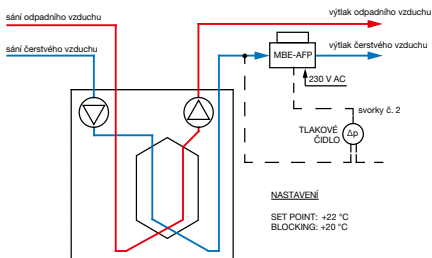 sání odpadního vzduchu
výtlak odpadního vzduchu
sání čerstvého vzduchu
výtlak čerstvého vzduchu
MBE-AFP
230 V AC
svorky č. 2
TLAKOVÉ
ČIDLO
Δp
NASTAVENÍ
SET POINT: +22 °C
BLOCKING: +20 °C